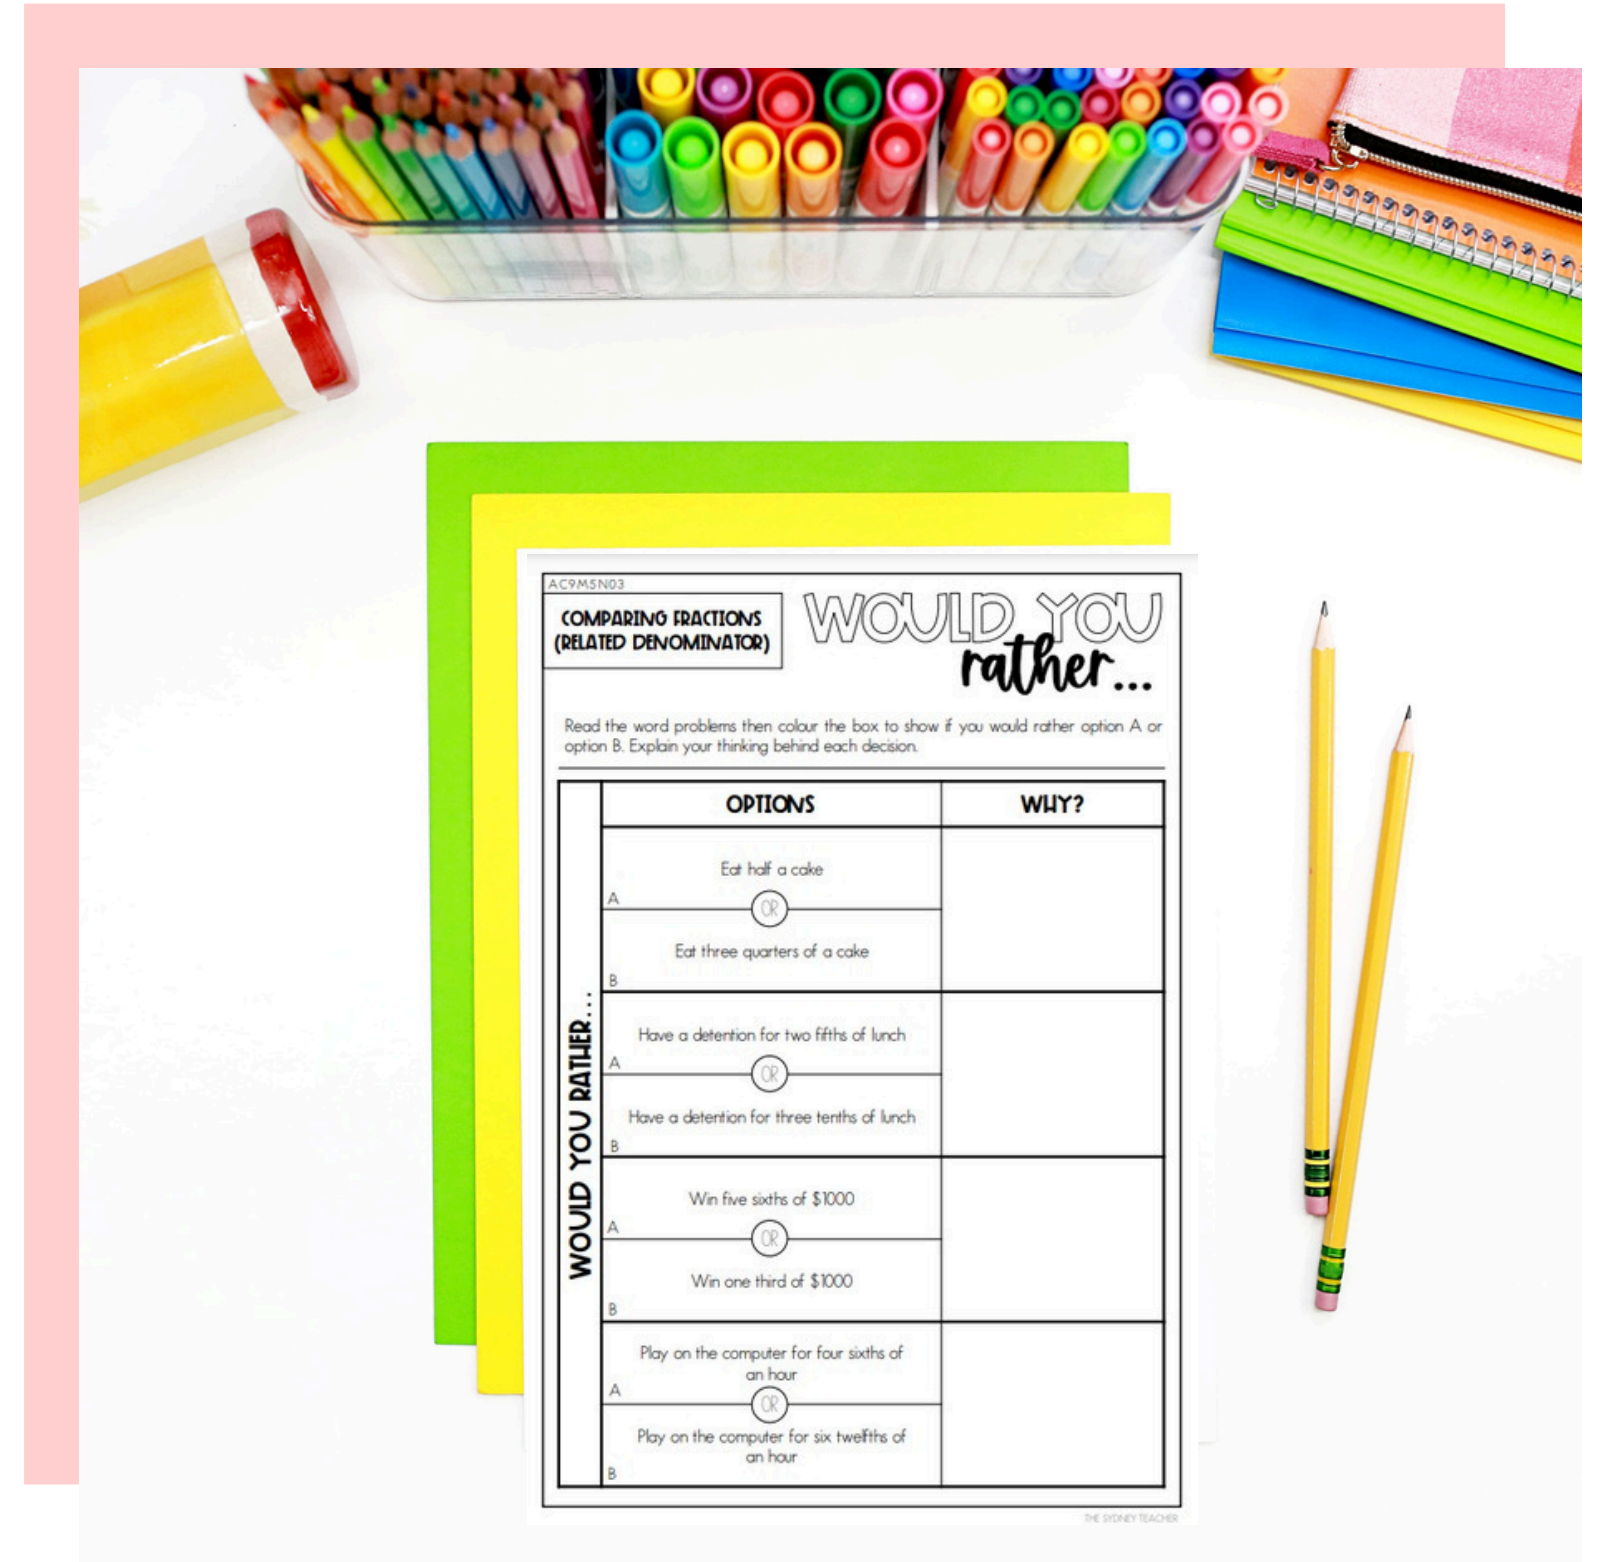 AC9M5N03
COMPARING FRACTIONS
(RELATED DENOMINATOR)
WOULD YOU
rather...
Read the word problems then colour the box to show if you would rather option A or
option B. Explain your thinking behind each decision.
OPTIONS
WHY?
WOULD YOU RATHER...
Eat half a cake
A
OR
Eat three quarters of a cake
B
Have a detention for two fifths of lunch
A
OR
Have a detention for three tenths of lunch
B
Win five sixths of $1000
A
OR
Win one third of $1000
B
Play on the computer for four sixths of
an hour
A
OR
Play on the computer for six twelfths of
an hour
B
THE SYDNEY TEACHER